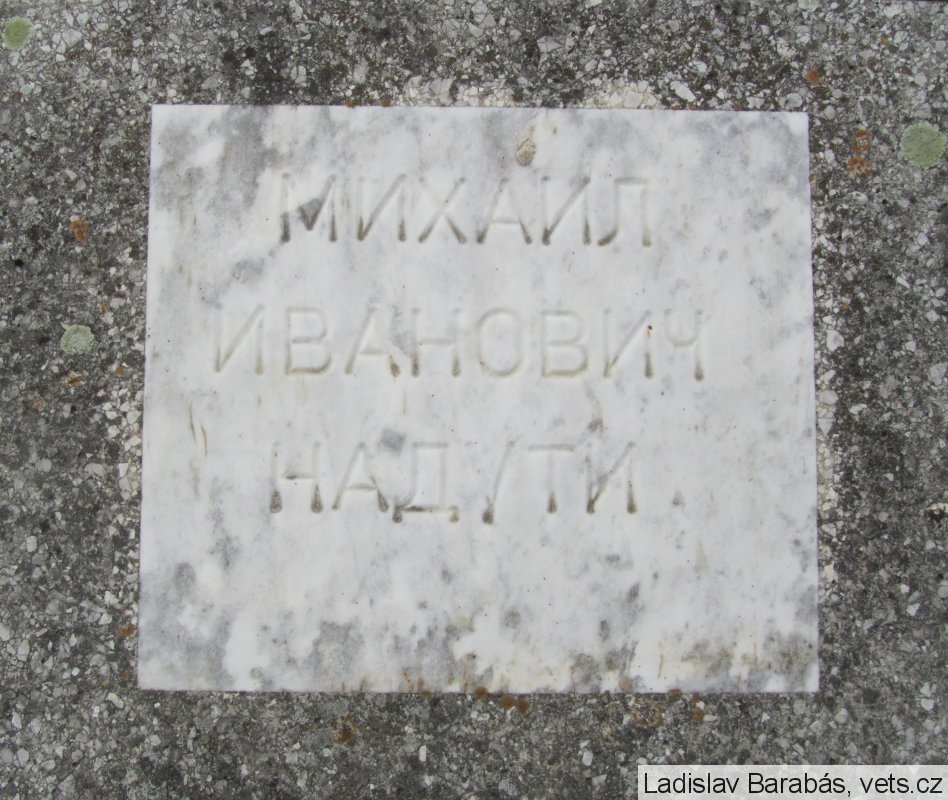 МИХАИЛ
ИВАНОВИЧ
НАДУТИ
Ladislav Barabás, vets.cz